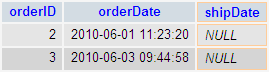 orderID orderDate shipDate
2 2010-06-01 11:23:20 NULL
3 2010-06-03 09:44:58 NULL